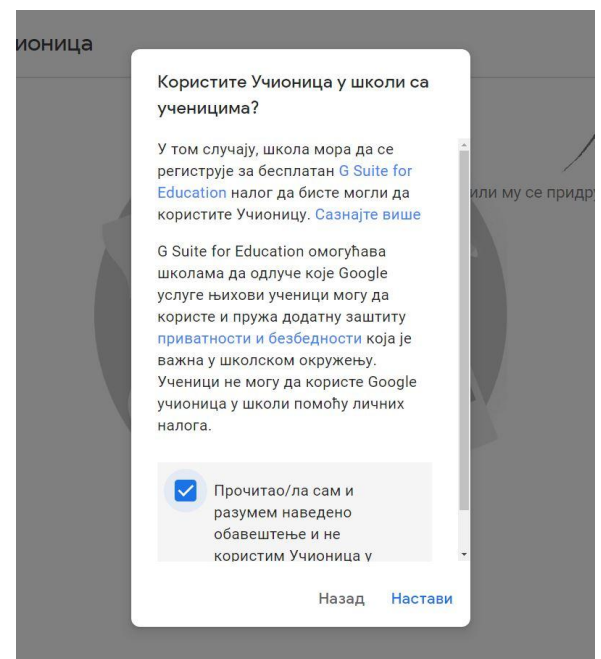 ионица
Користите Учионица у школи са
ученицима?
У том случају, школа мора да се
региструје за бесплатан G Suite for
Education налог да бисте могли да
користите Учионицу. Сазнајте више
или му се придру
G Suite for Education омогућава
школама да одлуче које Google
услуге њихови ученици могу да
користе и пружа додатну заштиту
приватности и безбедности која је
важна у школском окружењу.
Ученици не могу да користе Google
учионица у школи помоћу личних
налога.
Прочитао/ла сам и
разумем наведено
обавештење и не
користим Учионица у
Назад Настави